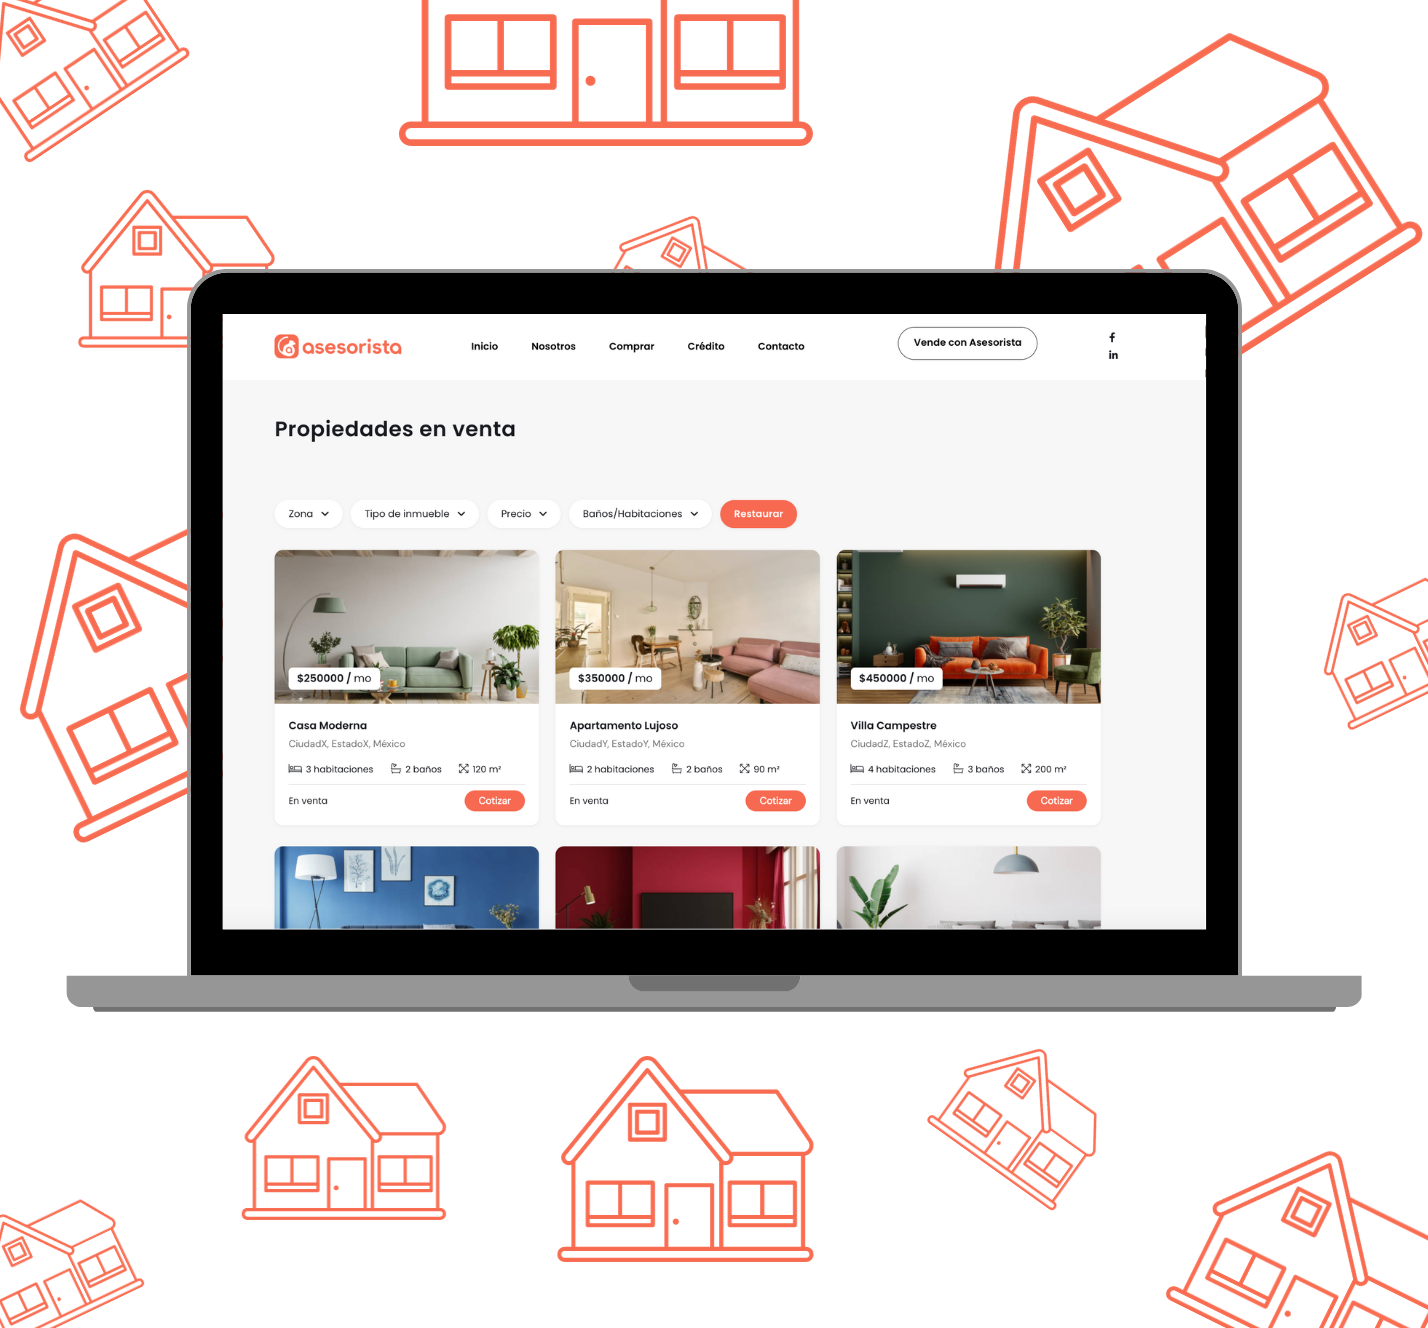 asesorista
Inicio Nosotros Comprar Crédito Contacto
Vende con Asesorista
Propiedades en venta
Zona Tipo de inmueble Precio Baños/Habitaciones Restaurar
$250000 / mo
$350000 / mo
$450000 / mo
Casa Moderna
CiudadX, EstadoX, México
3 habitaciones 2 baños 120 m²
En venta Cotizar
Apartamento Lujoso
CiudadY, EstadoY, México
2 habitaciones 2 baños 90 m²
En venta Cotizar
Villa Campestre
CiudadZ, EstadoZ, México
4 habitaciones 3 baños 200 m²
En venta Cotizar